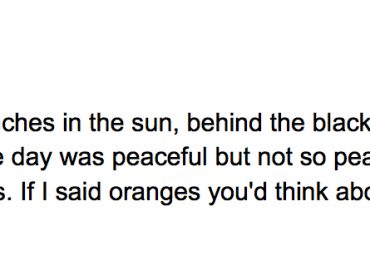 ches in the sun, behind the black
day was peaceful but not so pea
s. If I said oranges you'd think abo